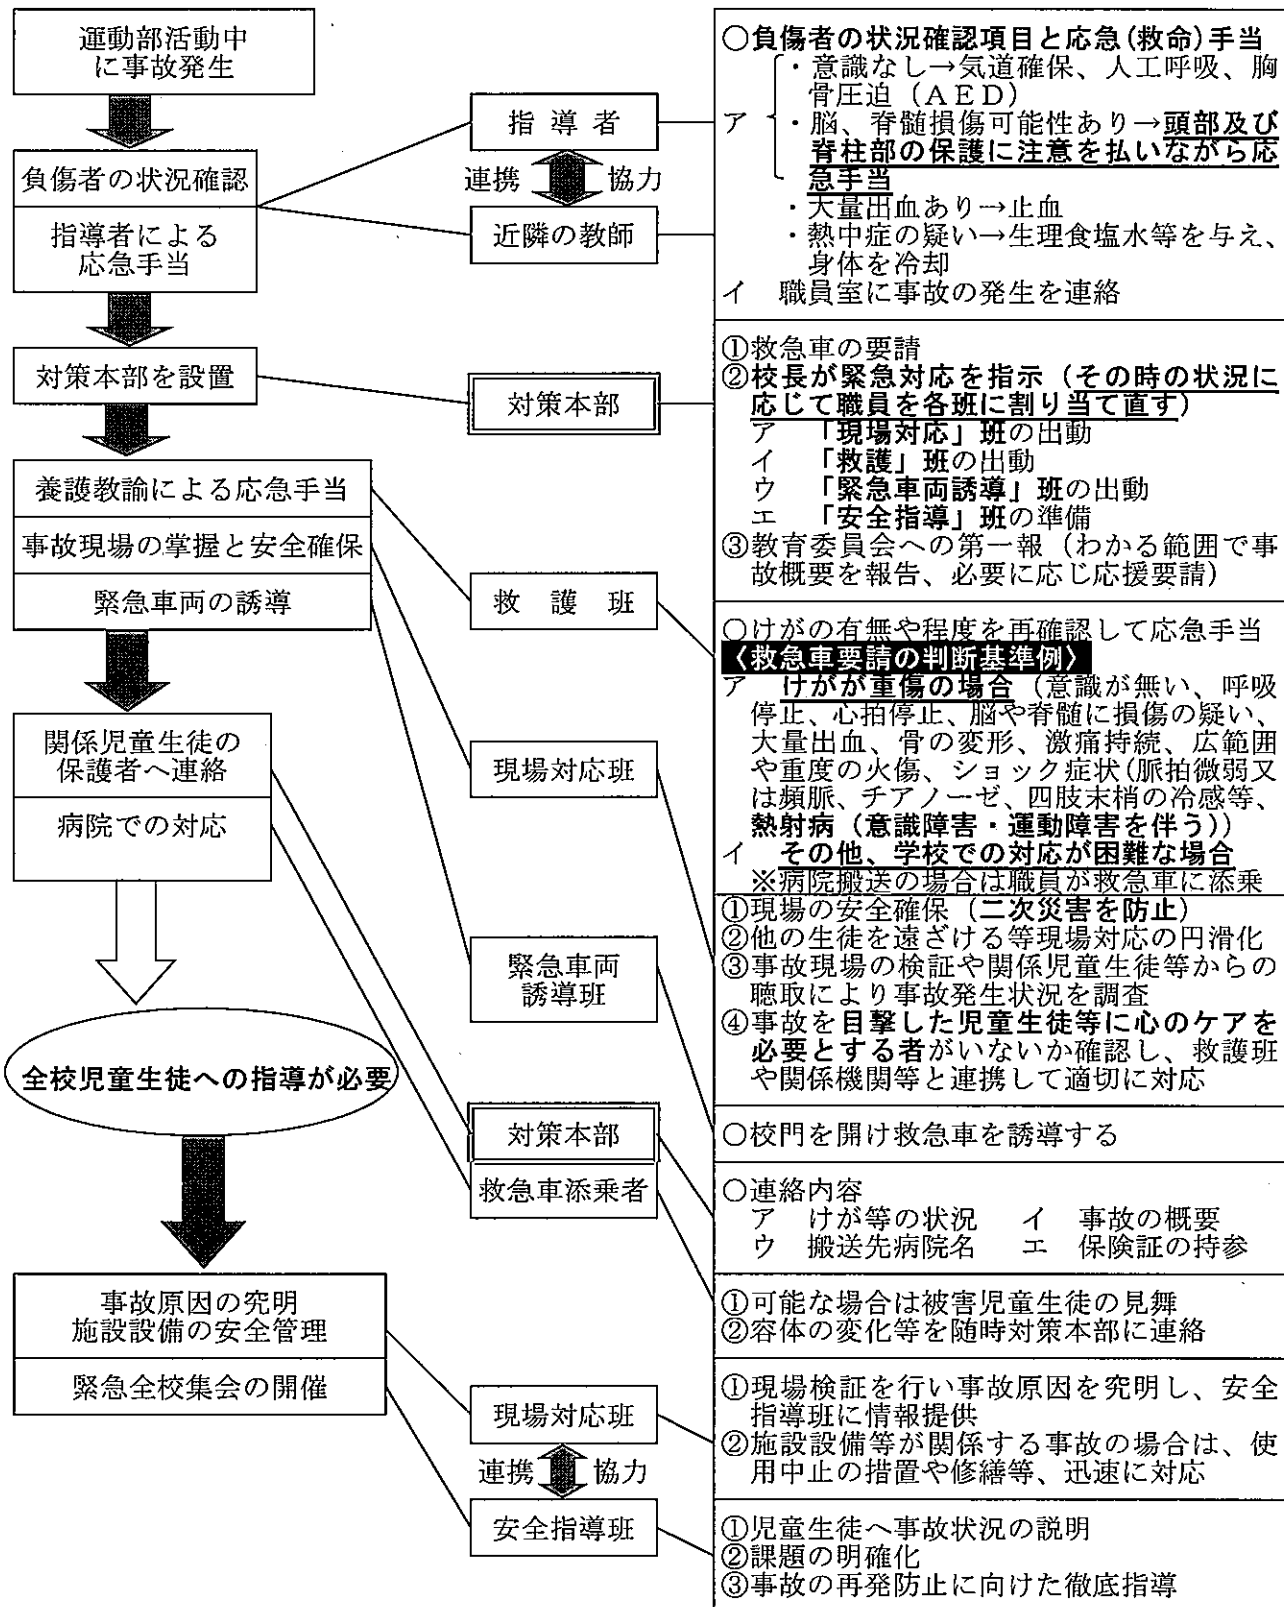 運動部活動中
に事故発生
負傷者の状況確認
指導者による
応急手当
対策本部を設置
養護教諭による応急手当
事故現場の掌握と安全確保
緊急車両の誘導
関係児童生徒の
保護者へ連絡
病院での対応
全校児童生徒への指導が必要
事故原因の究明
施設設備の安全管理
緊急全校集会の開催
指導者
連携 協力
近隣の教師
対策本部
救護班
現場対応班
緊急車両
誘導班
対策本部
救急車添乗者
現場対応班
連携 協力
安全指導班
○負傷者の状況確認項目と応急(救命)手当
・意識なし→気道確保、人工呼吸、胸
骨圧迫(AED)
ア ・脳、脊髄損傷可能性あり→頭部及び
脊柱部の保護に注意を払いながら応
急手当
・大量出血あり→止血
・熱中症の疑い→生理食塩水等を与え、
身体を冷却
イ 職員室に事故の発生を連絡
①救急車の要請
②校長が緊急対応を指示(その時の状況に
応じて職員を各班に割り当て直す)
ア 「現場対応」班の出動
イ 「救護」班の出動
ウ 「緊急車両誘導」班の出動
エ 「安全指導」班の準備
③教育委員会への第一報(わかる範囲で事
故概要を報告、必要に応じ応援要請)
○けがの有無や程度を再確認して応急手当
〈救急車要請の判断基準例〉
ア けがが重傷の場合(意識が無い、呼吸
停止、心拍停止、脳や脊髄に損傷の疑い、
大量出血、骨の変形、激痛持続、広範囲
や重度の火傷、ショック症状(脈拍微弱又
は頻脈、チアノーゼ、四肢末梢の冷感等、
熱射病(意識障害・運動障害を伴う))
イ その他、学校での対応が困難な場合
※病院搬送の場合は職員が救急車に添乗
①現場の安全確保(二次災害を防止)
②他の生徒を遠ざける等現場対応の円滑化
③事故現場の検証や関係児童生徒等からの
聴取により事故発生状況を調査
④事故を目撃した児童生徒等に心のケアを
必要とする者がいないか確認し、救護班
や関係機関等と連携して適切に対応
○校門を開け救急車を誘導する
○連絡内容
ア けが等の状況 イ 事故の概要
ウ 搬送先病院名 エ 保険証の持参
①可能な場合は被害児童生徒の見舞
②容体の変化等を随時対策本部に連絡
①現場検証を行い事故原因を究明し、安全
指導班に情報提供
②施設設備等が関係する事故の場合は、使
用中止の措置や修繕等、迅速に対応
①児童生徒へ事故状況の説明
②課題の明確化
③事故の再発防止に向けた徹底指導